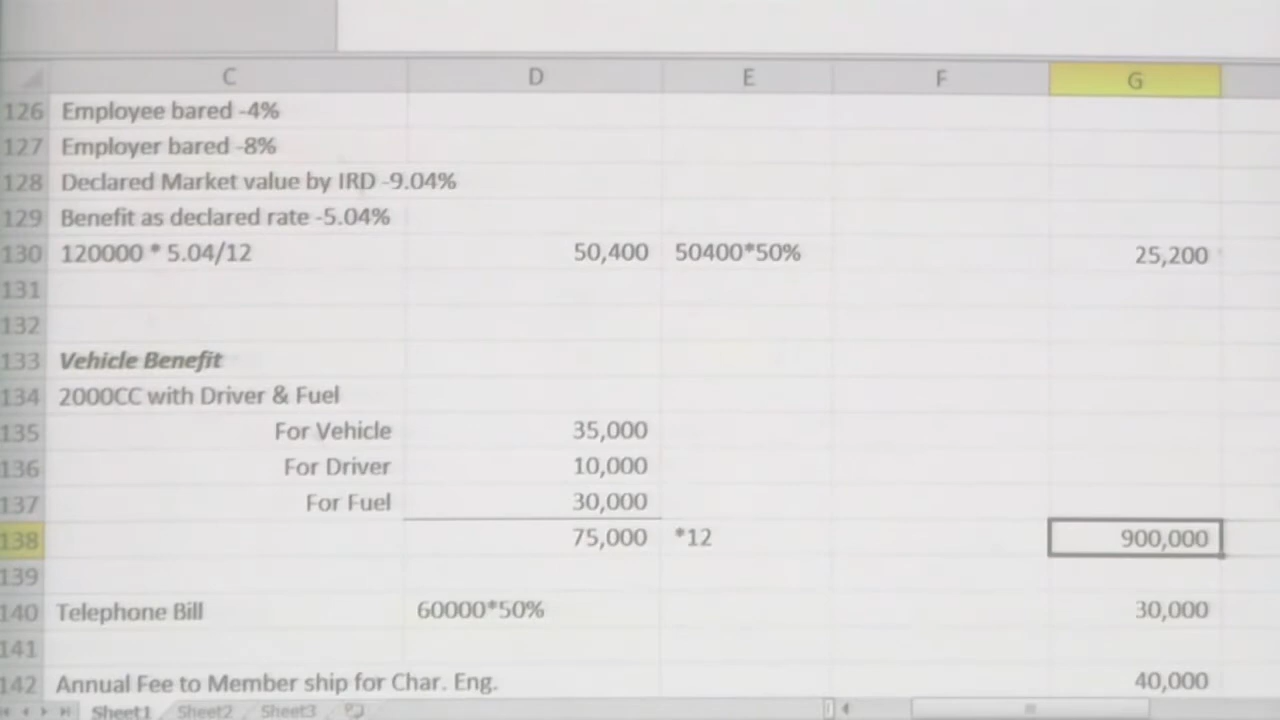 C D E F G
126 Employee bared -4%
127 Employer bared -8%
128 Declared Market value by IRD -9.04%
129 Benefit as declared rate -5.04%
130 120000 * 5.04/12 50,400 50400*50% 25,200
131
132
133 Vehicle Benefit
134 2000CC with Driver & Fuel
135 For Vehicle 35,000
136 For Driver 10,000
137 For Fuel 30,000
138 75,000 *12 900,000
139
140 Telephone Bill 60000*50% 30,000
141
142 Annual Fee to Member ship for Char. Eng. 40,000
Sheet1 Sheet2 Sheet3